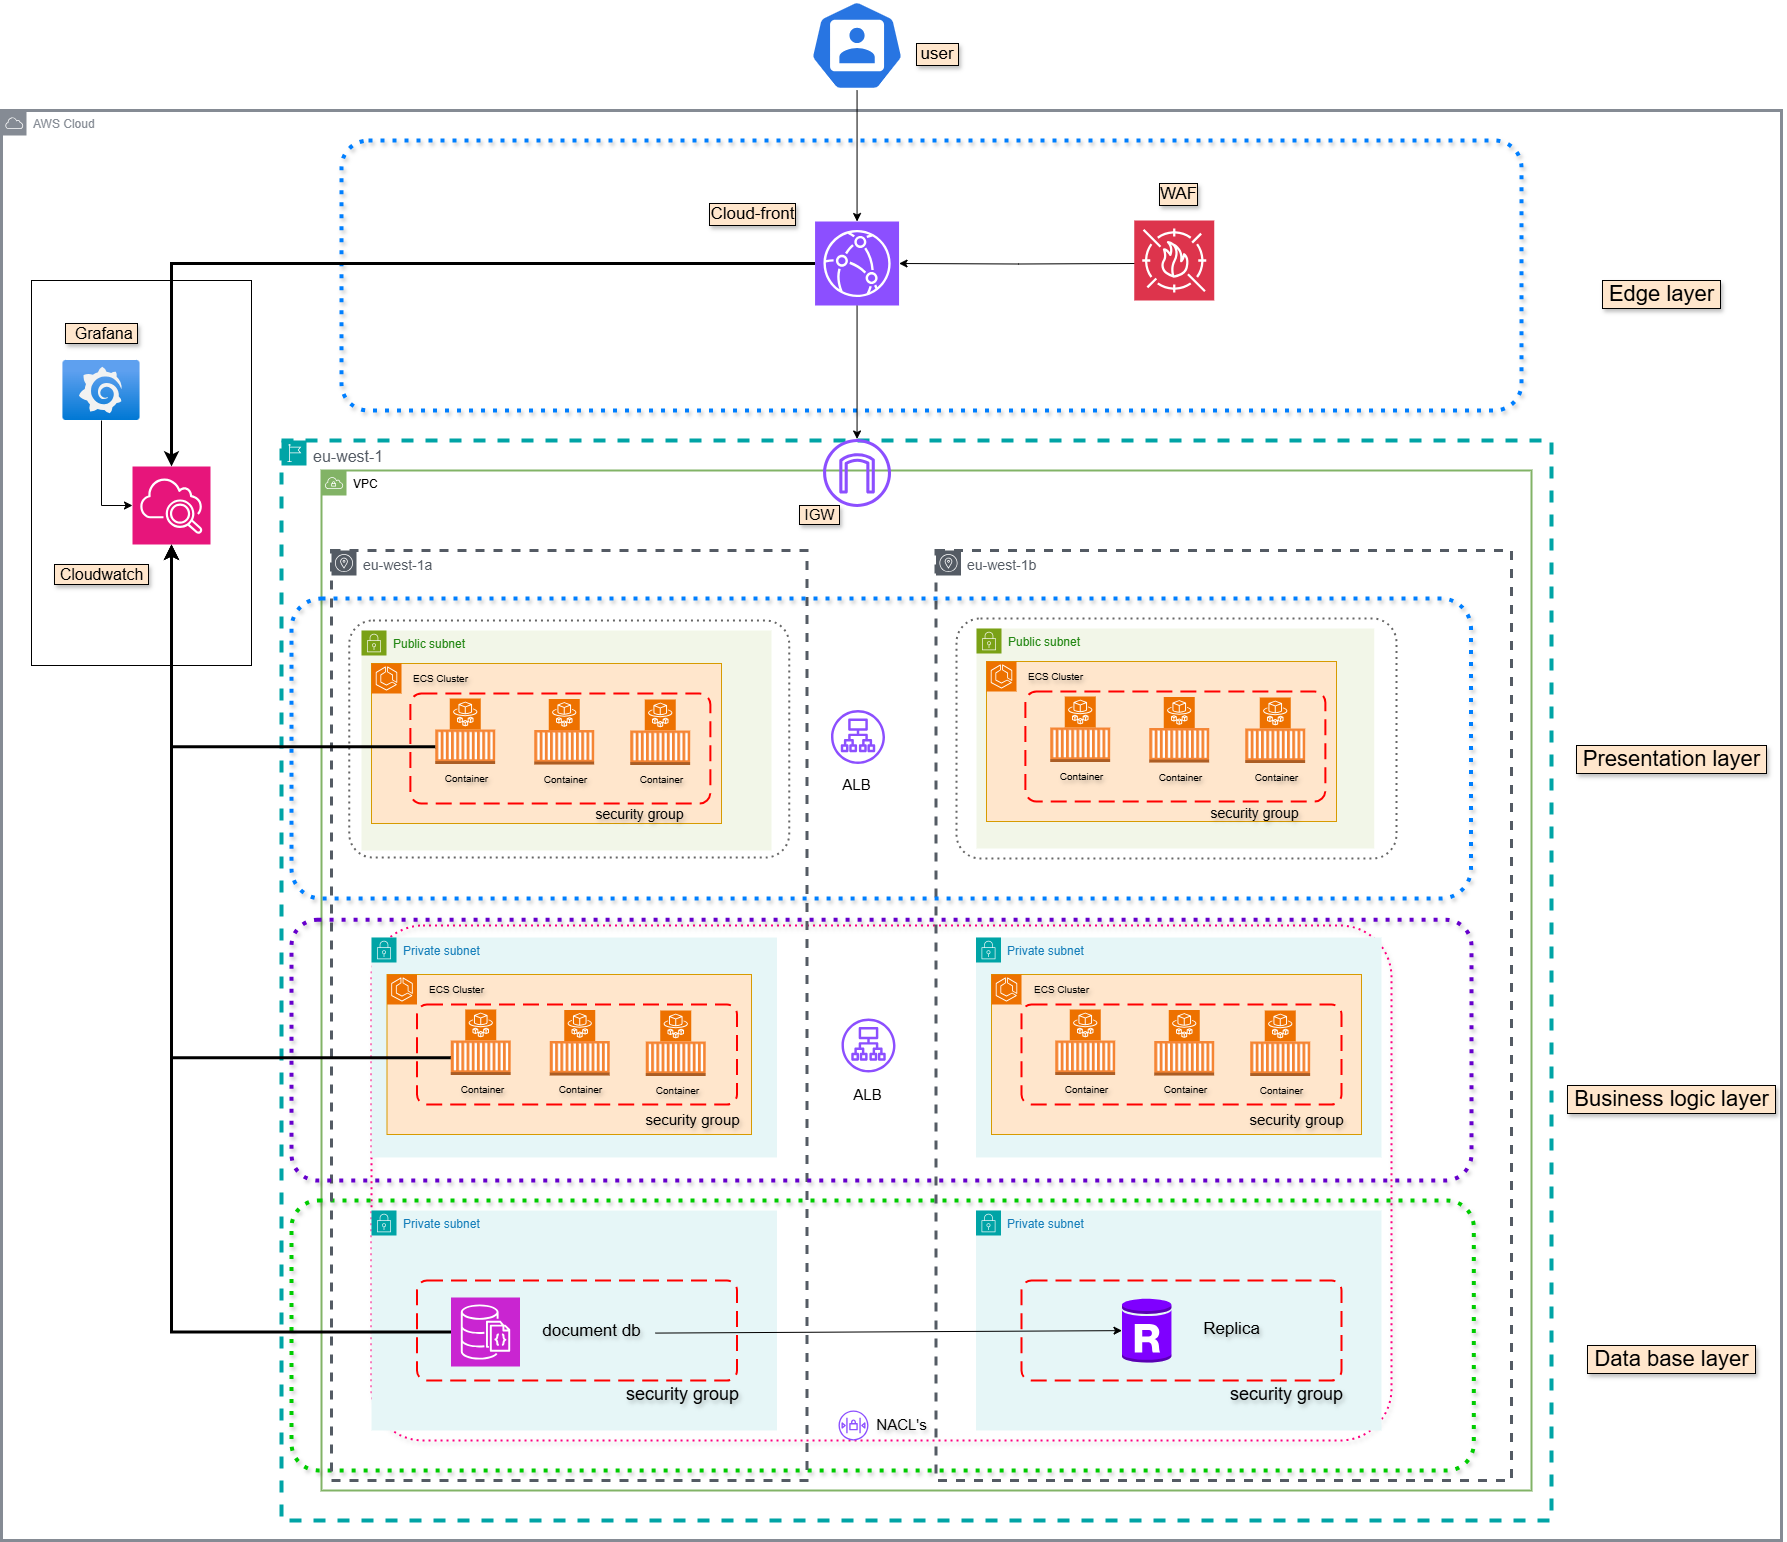 user
AWS Cloud
WAF
Cloud-front
Edge layer
Grafana
eu-west-1
VPC
IGW
Cloudwatch
eu-west-1a
eu-west-1b
Public subnet
Public subnet
ECS Cluster
ECS Cluster
Container
Container
Container
Container
Container
Container
security group
security group
ALB
Presentation layer
Private subnet
Private subnet
ECS Cluster
ECS Cluster
Container
Container
Container
Container
Container
Container
security group
security group
ALB
Business logic layer
Private subnet
Private subnet
document db
R
Replica
security group
security group
Data base layer
NACL's